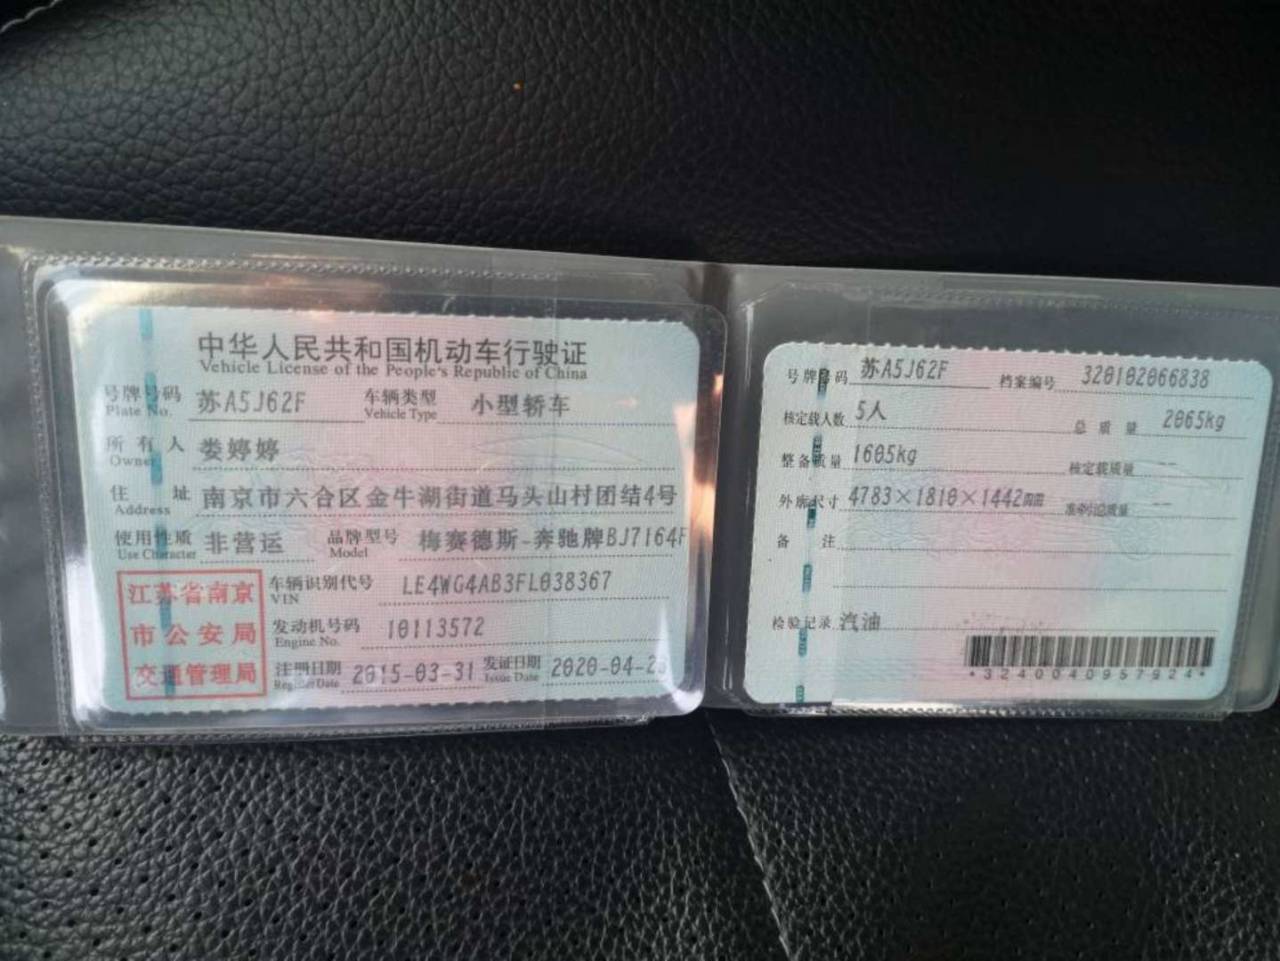 中华人民共和国机动车行驶证
Vehicle License of the People's Republic of China
号牌号码 苏A5J62F 车辆类型 小型轿车
Plate No. Vehicle Type
所有人 娄婷婷
Owner
住址 南京市六合区金牛湖街道马头山村团结4号
Address
使用性质 非营运 品牌型号 梅赛德斯-奔驰牌BJ7164F
Use Character Model
江苏省南京
市公安局
交通管理局
车辆识别代号 LE4WG4AB3FL038367
VIN
发动机号码 10113572
Engine No.
注册日期 2015-03-31 发证日期 2020-04-2
Register Date Issue Date
号牌号码 苏A5J62F 档案编号 320102066838
核定载人数 5人 总质量 2065kg
整备质量 1605kg 核定载质量 --
外廓尺寸 4783×1810×1442mm 准牵引总质量 --
备注
检验记录 汽油
*3240040957924*